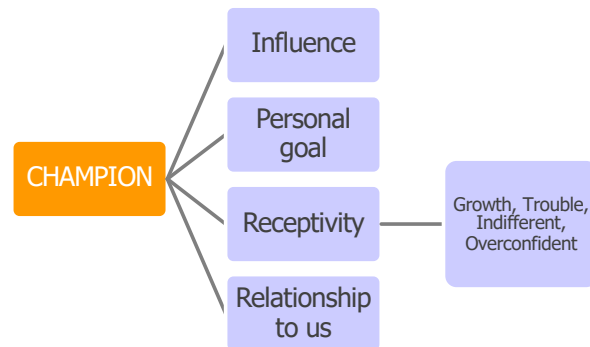 Influence
Personal
goal
CHAMPION
Receptivity
Growth, Trouble,
Indifferent,
Overconfident
Relationship
to us